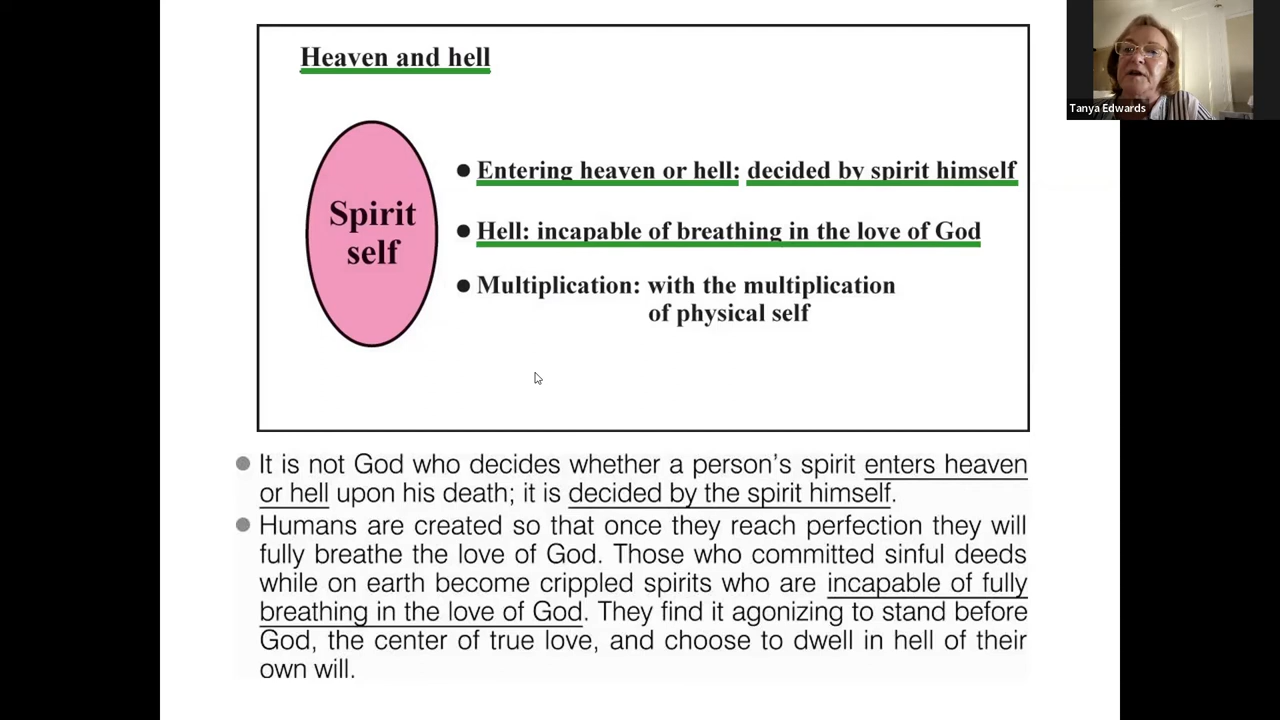 Heaven and hell
Spirit
self
● Entering heaven or hell: decided by spirit himself
● Hell: incapable of breathing in the love of God
● Multiplication: with the multiplication
of physical self
● It is not God who decides whether a person's spirit enters heaven
or hell upon his death; it is decided by the spirit himself.
● Humans are created so that once they reach perfection they will
fully breathe the love of God. Those who committed sinful deeds
while on earth become crippled spirits who are incapable of fully
breathing in the love of God. They find it agonizing to stand before
God, the center of true love, and choose to dwell in hell of their
own will.
Tanya Edwards